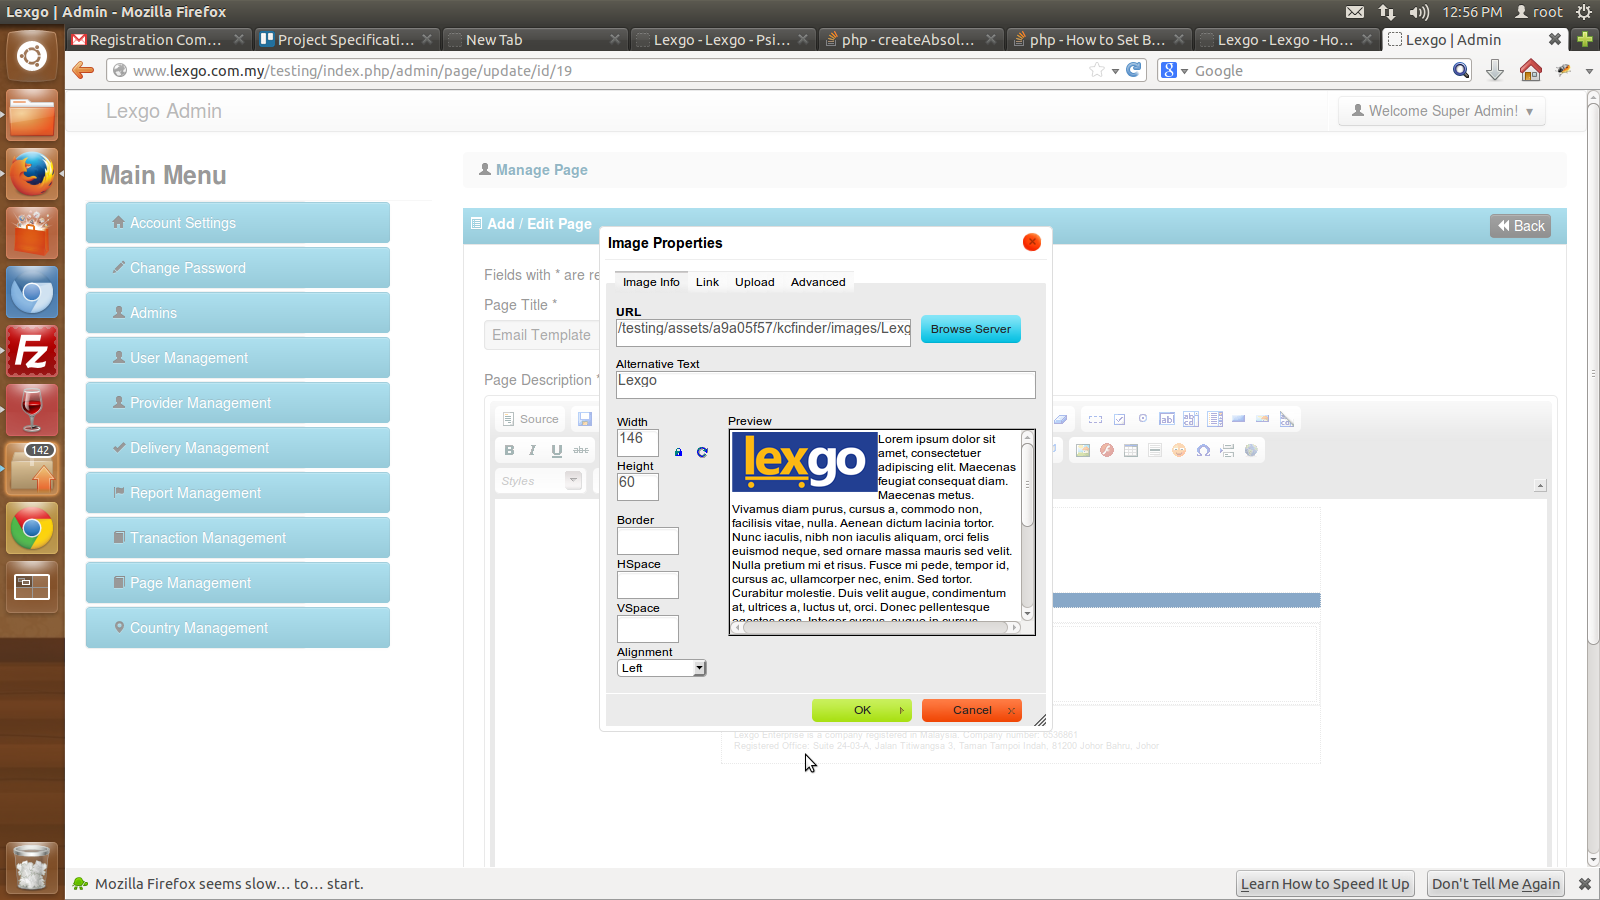 Lexgo | Admin - Mozilla Firefox
12:56 PM root
Registration Com...
Project Specificati...
New Tab
Lexgo - Lexgo - Psi...
php - createAbsol...
php - How to Set B...
Lexgo - Lexgo - Ho...
Lexgo | Admin
www.lexgo.com.my/testing/index.php/admin/page/update/id/19
Google
Lexgo Admin
Welcome Super Admin!
Main Menu
Account Settings
Change Password
Admins
User Management
Provider Management
Delivery Management
Report Management
Tranaction Management
Page Management
Country Management
142
Manage Page
Add / Edit Page
Back
Fields with * are re
Page Title *
Email Template
Page Description *
Source
B I U abc
Styles
Image Properties
Image Info Link Upload Advanced
URL
/testing/assets/a9a05f57/kcfinder/images/Lexg
Browse Server
Alternative Text
Lexgo
Width
146
Height
60
Border
HSpace
VSpace
Alignment
Left
Preview
lexgo
Lorem ipsum dolor sit
amet, consectetuer
adipiscing elit. Maecenas
feugiat consequat diam.
Maecenas metus.
Vivamus diam purus, cursus a, commodo non,
facilisis vitae, nulla. Aenean dictum lacinia tortor.
Nunc iaculis, nibh non iaculis aliquam, orci felis
euismod neque, sed ornare massa mauris sed velit.
Nulla pretium mi et risus. Fusce mi pede, tempor id,
cursus ac, ullamcorper nec, enim. Sed tortor.
Curabitur molestie. Duis velit augue, condimentum
at, ultrices a, luctus ut, orci. Donec pellentesque
egestas eros. Integer cursus, augue in cursus
OK
Cancel
Lexgo Enterprise is a company registered in Malaysia. Company number: 6536861
Registered Office: Suite 24-03-A, Jalan Titiwangsa 3, Taman Tampoi Indah, 81200 Johor Bahru, Johor
Mozilla Firefox seems slow... to... start.
Learn How to Speed It Up
Don't Tell Me Again